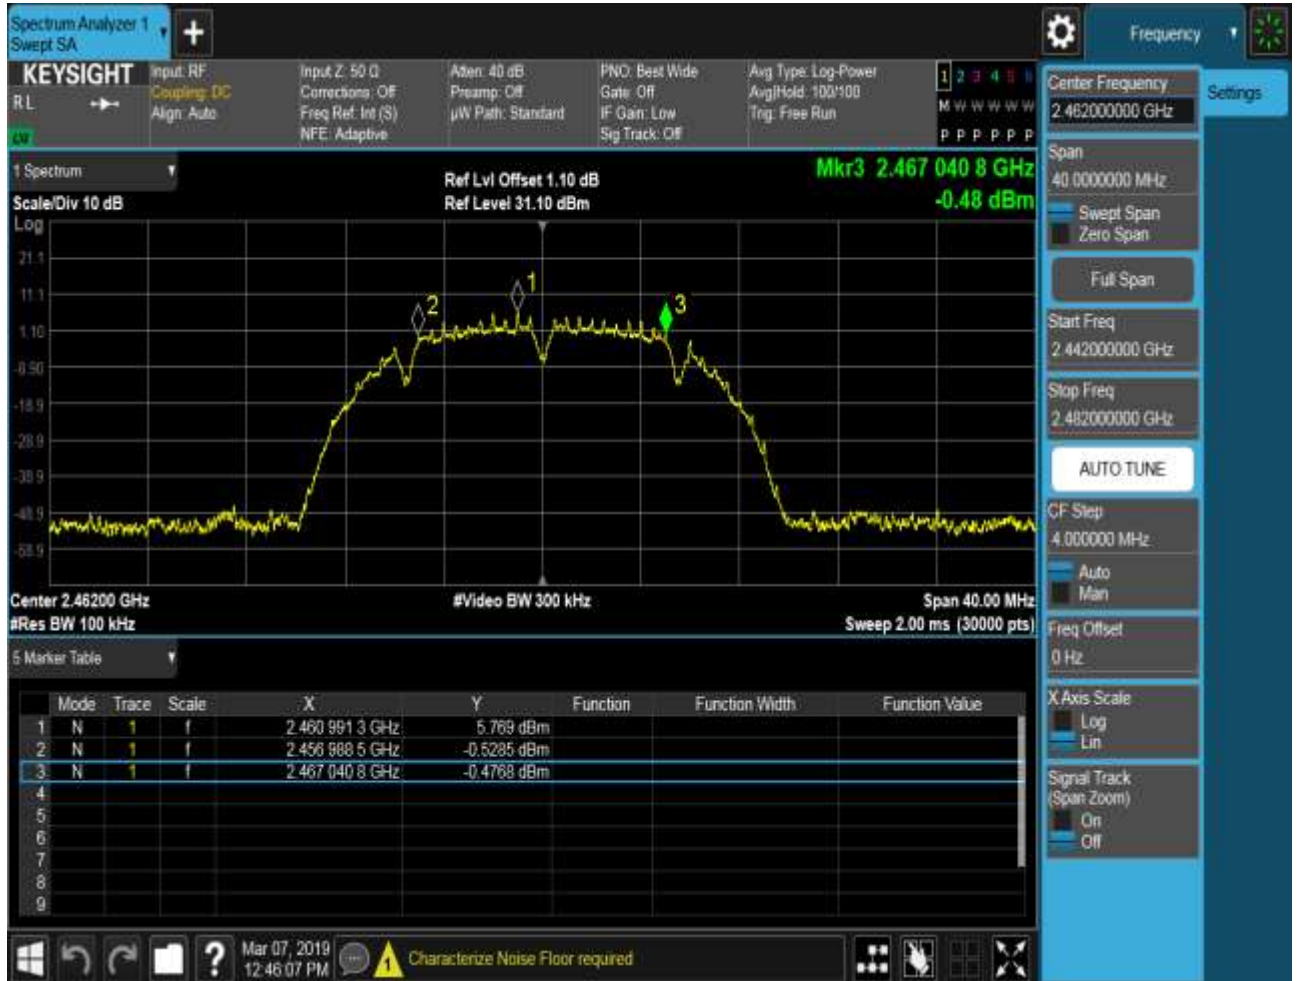 Spectrum Analyzer 1
Swept SA
+
Frequency
KEYSIGHT
RL
Input: RF
Coupling: DC
Align: Auto
Input Z: 50 Ω
Corrections: Off
Freq Ref: Int (S)
NFE: Adaptive
Atten: 40 dB
Preamp: Off
µW Path: Standard
PNO: Best Wide
Gate: Off
IF Gain: Low
Sig Track: Off
Avg Type: Log-Power
Avg|Hold: 100/100
Trig: Free Run
1 2 3 4 5 6
M W W W W W
P P P P P P
1 Spectrum
Scale/Div 10 dB
Ref Lvl Offset 1.10 dB
Ref Level 31.10 dBm
Mkr3 2.467 040 8 GHz
-0.48 dBm
Log
21.1
11.1
1.10
-8.90
-18.9
-28.9
-38.9
-48.9
-58.9
1
2
3
Center 2.46200 GHz
#Video BW 300 kHz
Span 40.00 MHz
#Res BW 100 kHz
Sweep 2.00 ms (30000 pts)
5 Marker Table
Mode Trace Scale X Y Function Function Width Function Value
1 N 1 f 2.460 991 3 GHz 5.769 dBm
2 N 1 f 2.456 988 5 GHz -0.5285 dBm
3 N 1 f 2.467 040 8 GHz -0.4768 dBm
4
5
6
7
8
9
Mar 07, 2019
12:46:07 PM
?
1
Characterize Noise Floor required
Center Frequency
2.462000000 GHz
Settings
Span
40.0000000 MHz
Swept Span
Zero Span
Full Span
Start Freq
2.442000000 GHz
Stop Freq
2.482000000 GHz
AUTO TUNE
CF Step
4.000000 MHz
Auto
Man
Freq Offset
0 Hz
X Axis Scale
Log
Lin
Signal Track
(Span Zoom)
On
Off